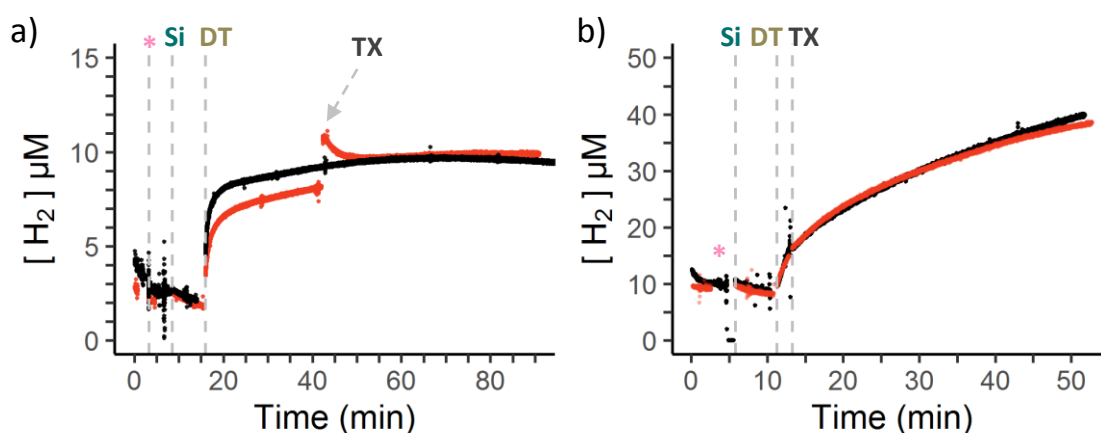 a)
* Si DT
TX
15
10
5
0
[ H₂ ] μM
0 20 40 60 80
Time (min)
b)
Si DT TX
*
50
40
30
20
10
0
[ H₂ ] μM
0 10 20 30 40 50
Time (min)